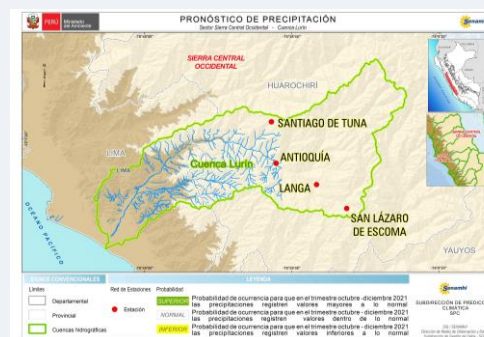 PERÚ
Ministerio
del Ambiente
PRONÓSTICO DE PRECIPITACIÓN
Sector Sierra Central Occidental - Cuenca Lurín
Senamhi
SIERRA CENTRAL
OCCIDENTAL
HUAROCHIRÍ
SANTIAGO DE TUNA
LIMA
LIMA
Cuenca Lurín
ANTIOQUÍA
LANGA
SAN LÁZARO
DE ESCOMA
OCÉANO PACÍFICO
YAUYOS
SIGNOS CONVENCIONALES
LEYENDA
Límites
Departamental
Provincial
Cuencas hidrográficas
Red de Estaciones
Estación
Probabilidad
SUPERIOR
Probabilidad de ocurrencia para que en el trimestre octubre - diciembre 2021
las precipitaciones registren valores mayores a lo normal
NORMAL
Probabilidad de ocurrencia para que en el trimestre octubre - diciembre 2021
las precipitaciones registren valores dentro de lo normal
INFERIOR
Probabilidad de ocurrencia para que en el trimestre octubre - diciembre 2021
las precipitaciones registren valores inferiores a lo normal
Senamhi
SUBDIRECCIÓN DE PREDICCIÓN
CLIMÁTICA
SPC